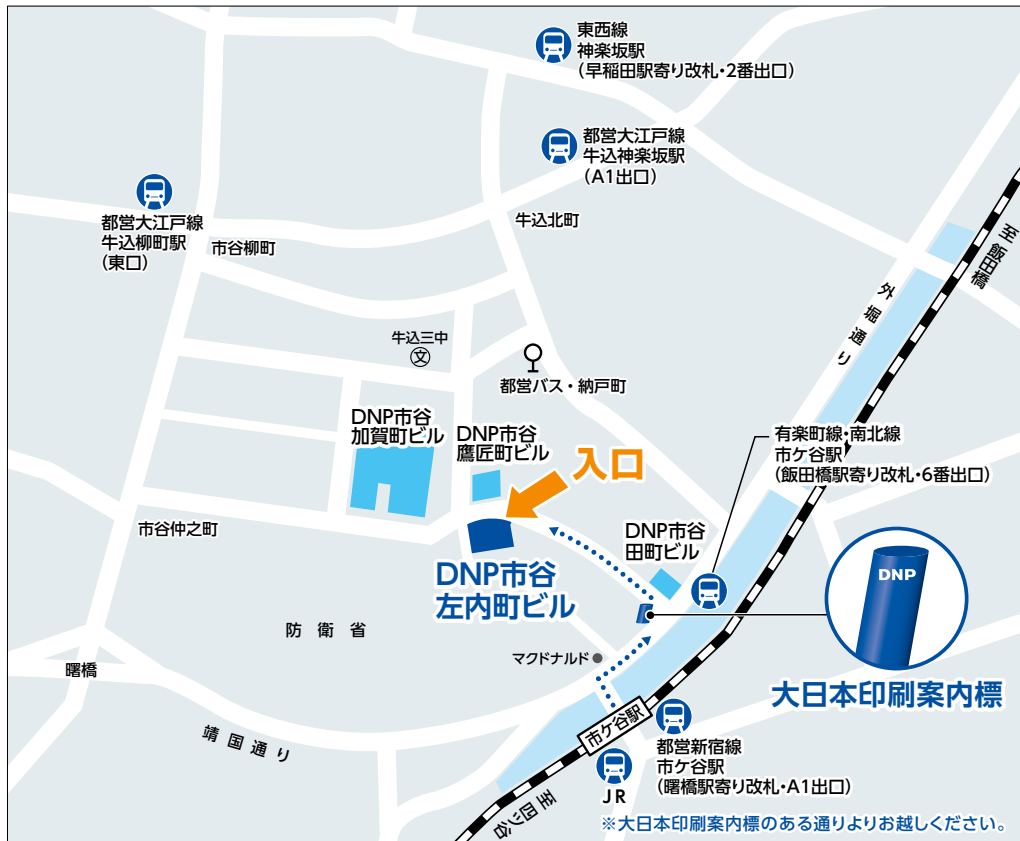 東西線
神楽坂駅
(早稲田駅寄り改札・2番出口)
都営大江戸線
牛込神楽坂駅
(A1出口)
都営大江戸線
牛込柳町駅
(東口)
市谷柳町
牛込北町
至飯田橋
外堀通り
牛込三中
文
都営バス・納戸町
DNP市谷
加賀町ビル
DNP市谷
鷹匠町ビル
入口
有楽町線・南北線
市ケ谷駅
(飯田橋駅寄り改札・6番出口)
市谷仲之町
DNP市谷
田町ビル
DNP市谷
左内町ビル
DNP
防衛省
マクドナルド
曙橋
大日本印刷案内標
靖国通り
市ケ谷駅
都営新宿線
市ケ谷駅
(曙橋駅寄り改札・A1出口)
JR
至四ツ谷
※大日本印刷案内標のある通りよりお越しください。